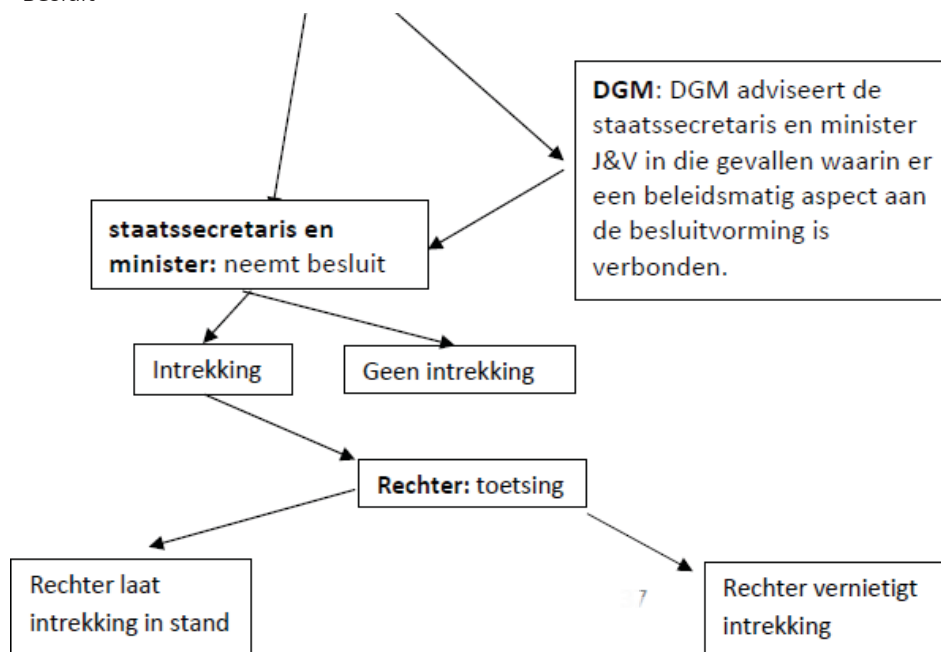 Besluit
DGM: DGM adviseert de
staatssecretaris en minister
J&V in die gevallen waarin er
een beleidsmatig aspect aan
de besluitvorming is
verbonden.
staatssecretaris en
minister: neemt besluit
Intrekking
Geen intrekking
Rechter: toetsing
Rechter laat
intrekking in stand
Rechter vernietigt
intrekking